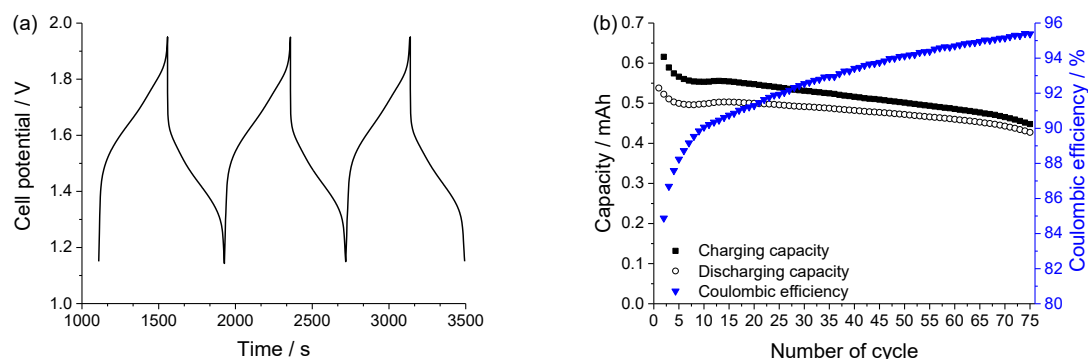 (a)
2.0
1.8
1.6
1.4
1.2
1.0
Cell potential / V
1000 1500 2000 2500 3000 3500
Time / s
(b)
0.7
0.6
0.5
0.4
0.3
0.2
0.1
0.0
Capacity / mAh
Charging capacity
Discharging capacity
Coulombic efficiency
0 5 10 15 20 25 30 35 40 45 50 55 60 65 70 75
Number of cycle
96
94
92
90
88
86
84
82
80
Coulombic efficiency / %